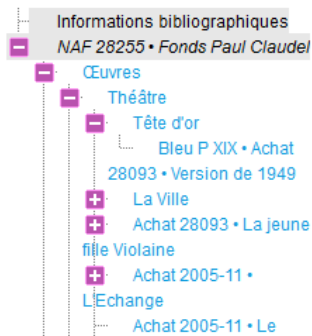 Informations bibliographiques
NAF 28255 • Fonds Paul Claudel
Œuvres
Théâtre
Tête d'or
Bleu P XIX • Achat
28093 • Version de 1949
La Ville
Achat 28093 • La jeune
fille Violaine
Achat 2005-11 •
L'Echange
Achat 2005-11 • Le